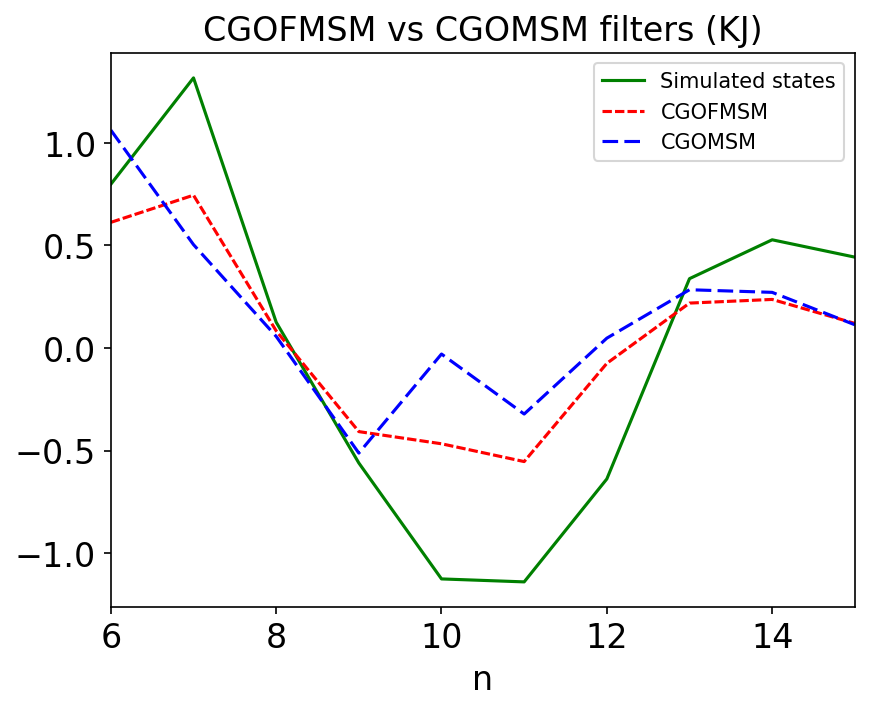 CGOFMSM vs CGOMSM filters (KJ)
Simulated states
CGOFMSM
CGOMSM
1.0
0.5
0.0
−0.5
−1.0
6 8 10 12 14
n